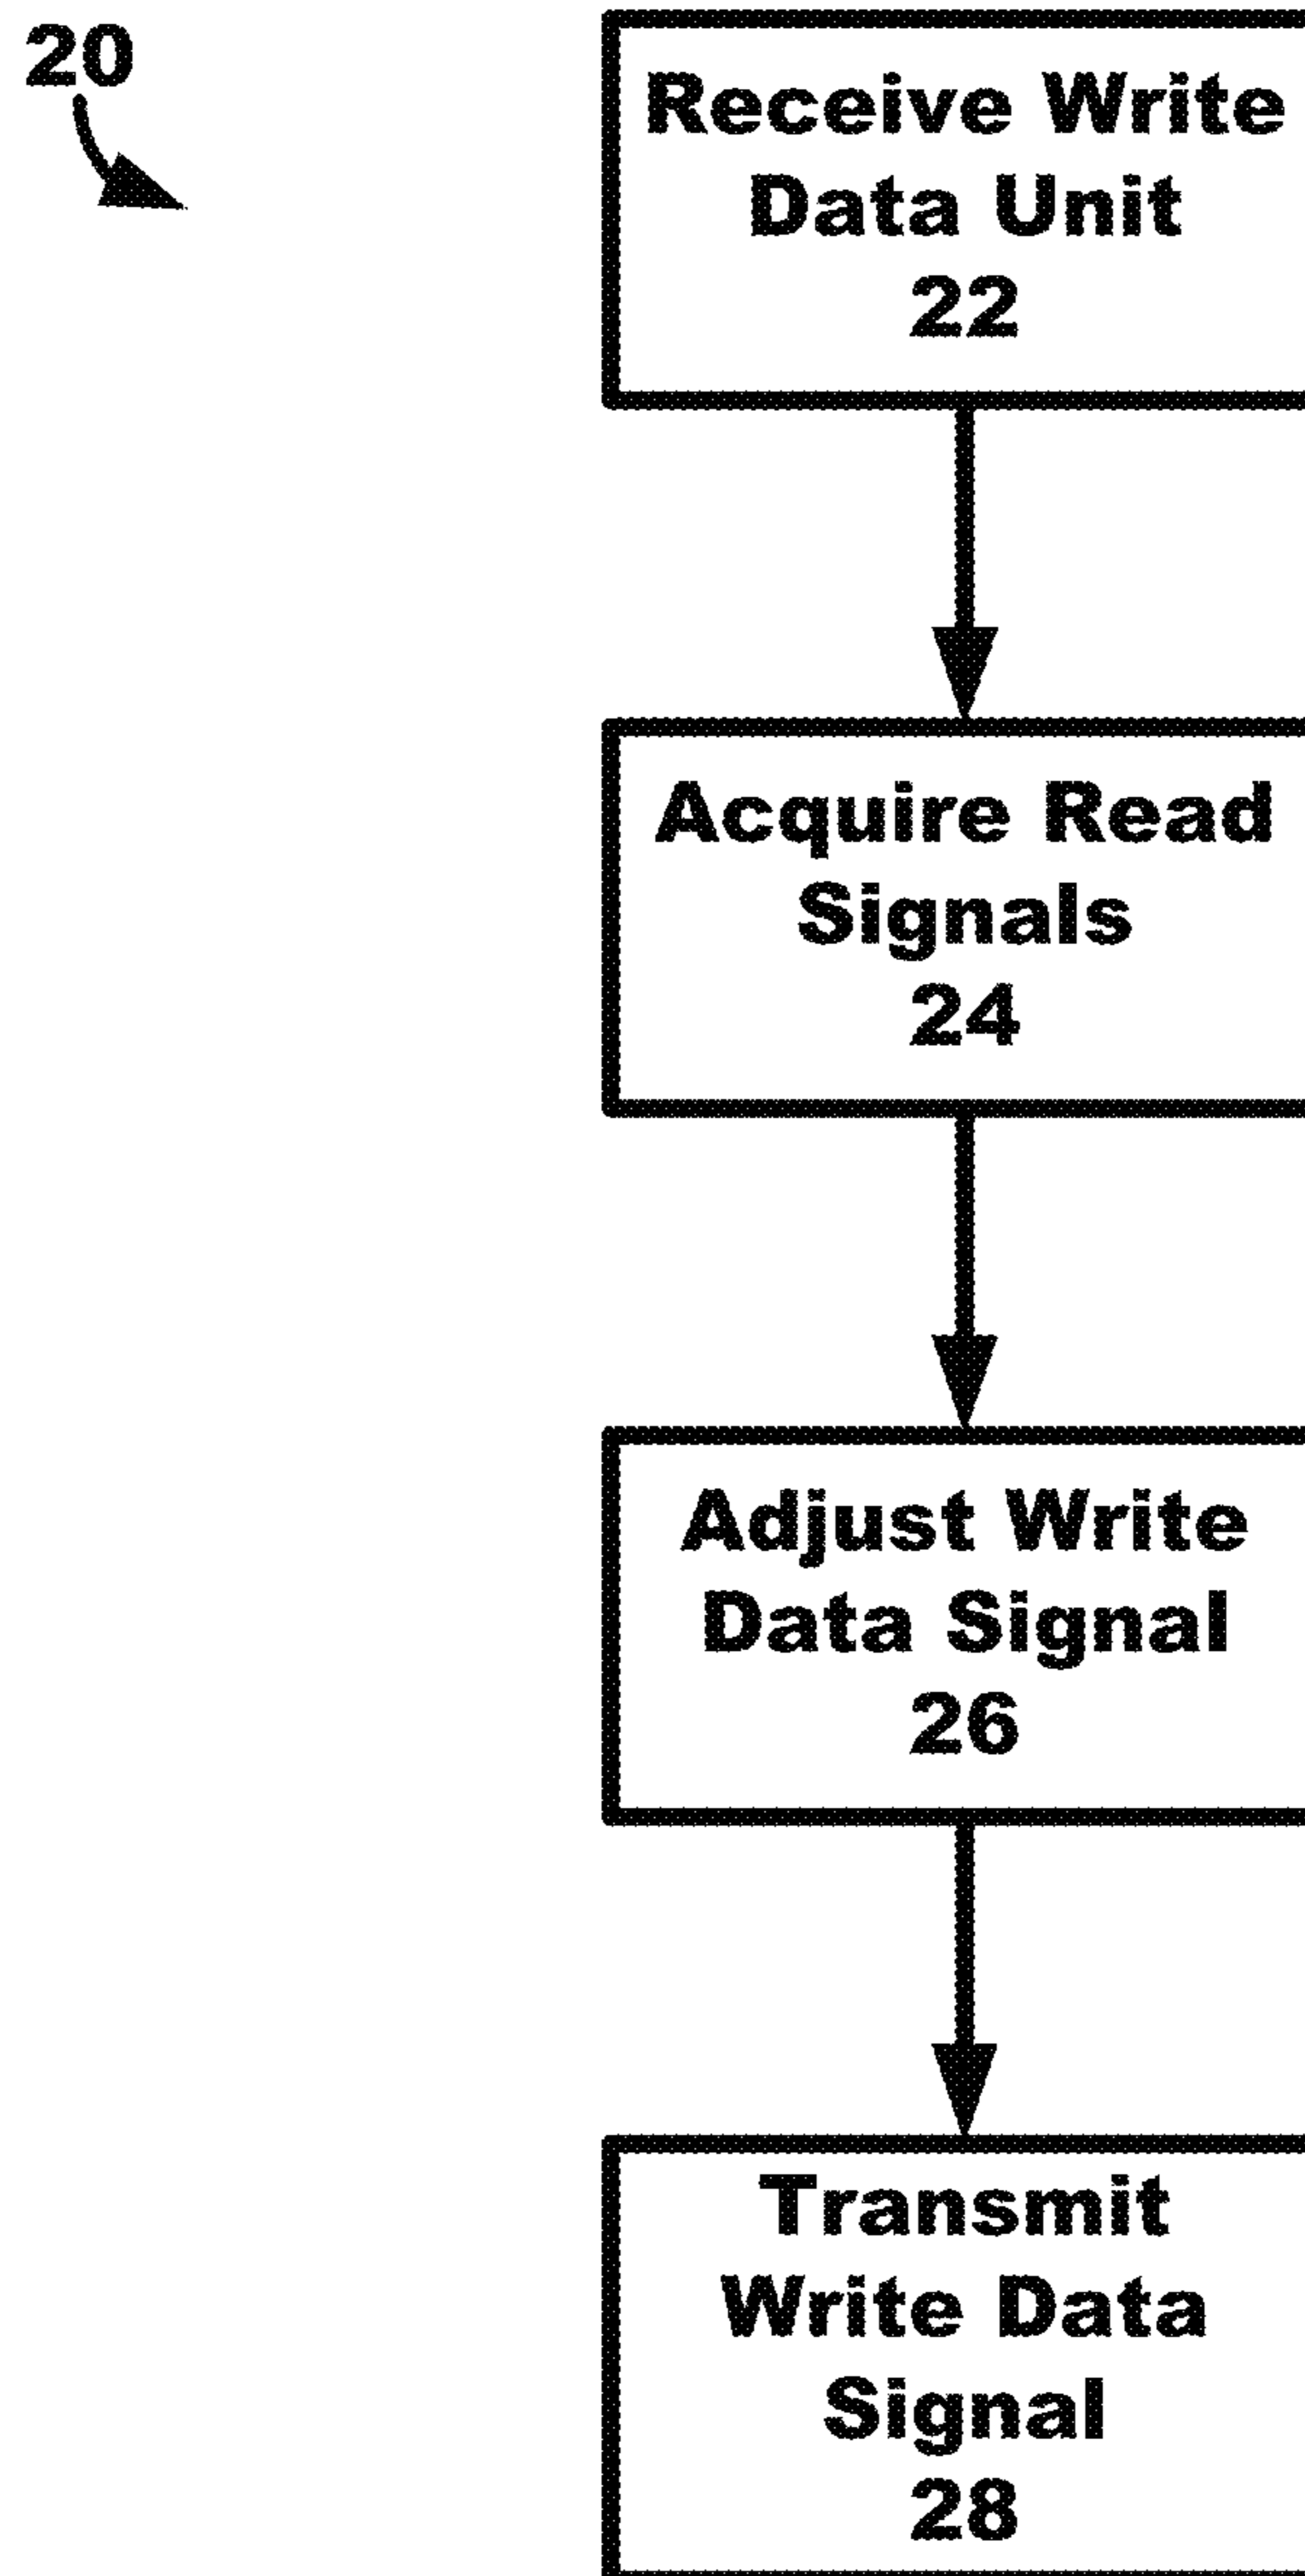 20
Receive Write
Data Unit
22
Acquire Read
Signals
24
Adjust Write
Data Signal
26
Transmit
Write Data
Signal
28